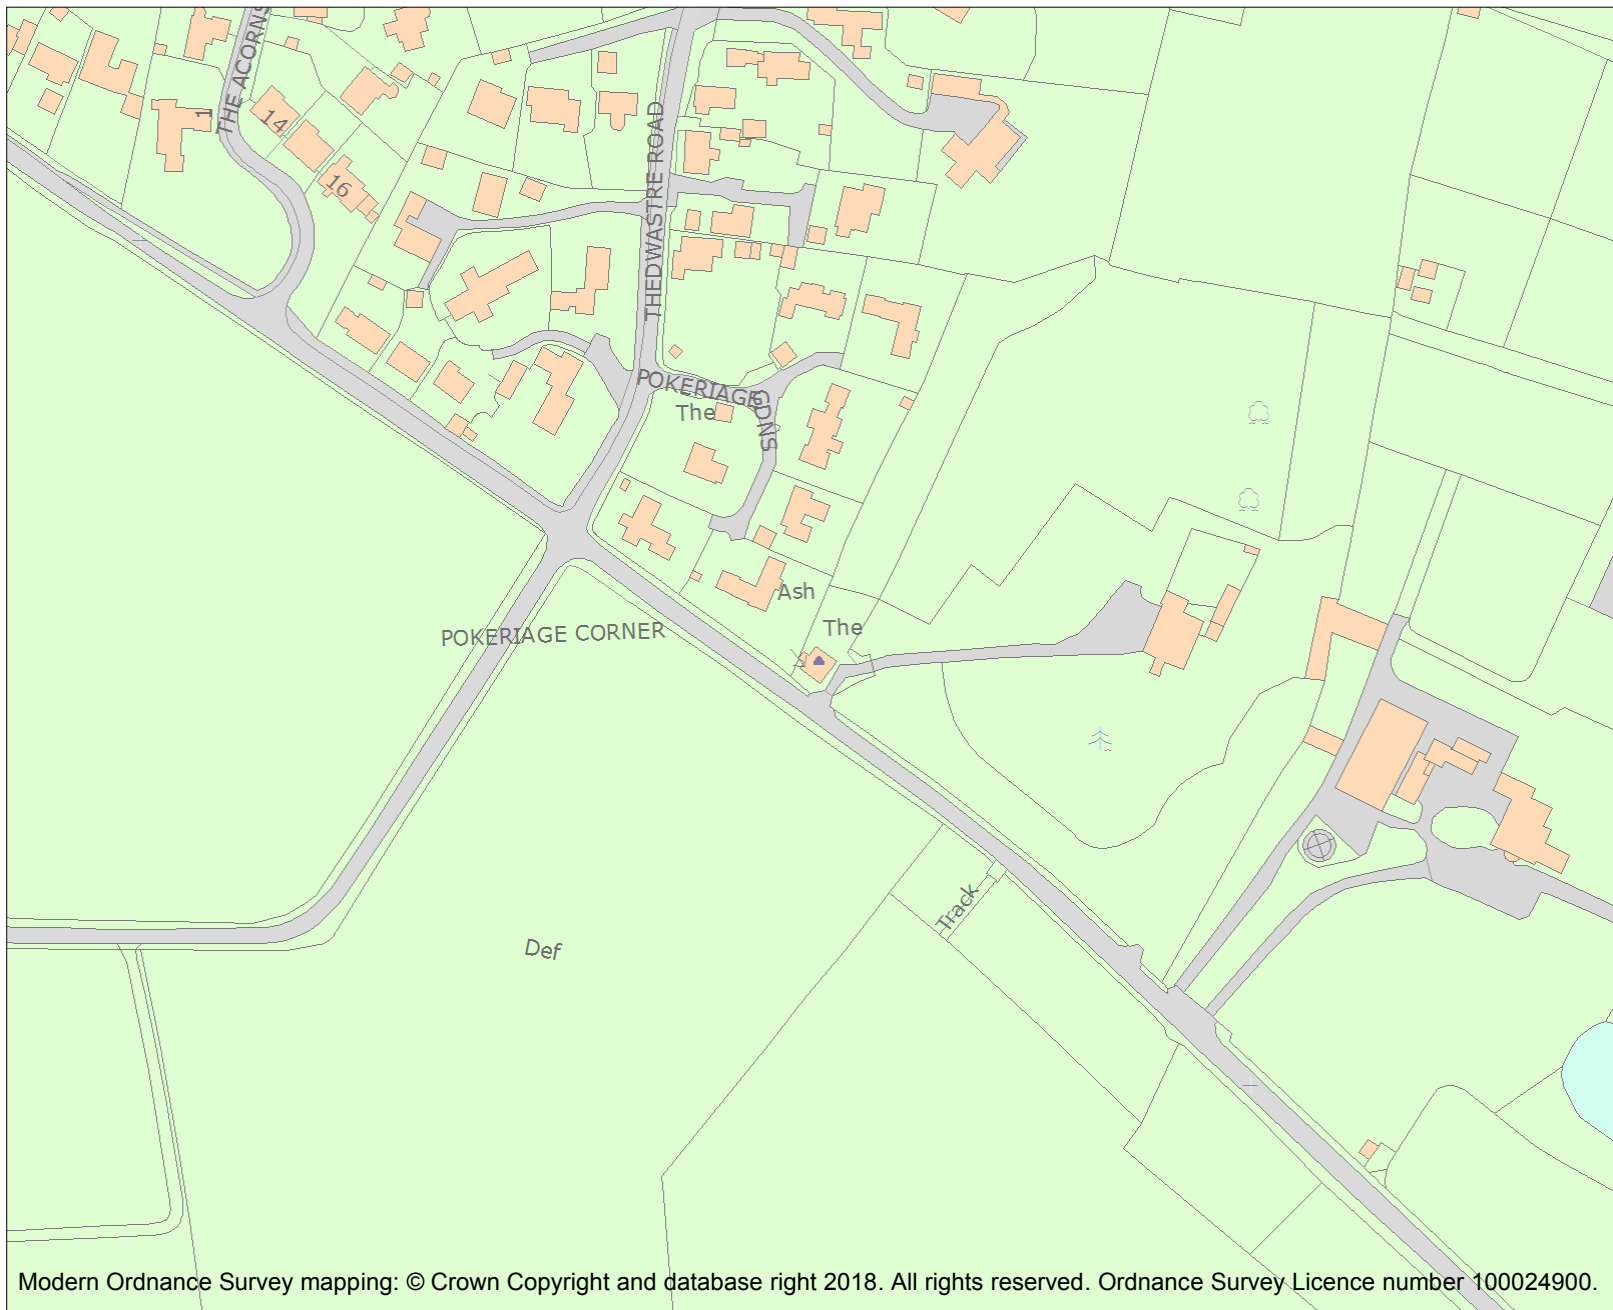 THE ACORNS
1
14
16
THEDWASTRE ROAD
POKERIAGE
GDNS
The
Ash
The
POKERIAGE CORNER
Track
Def
Modern Ordnance Survey mapping: © Crown Copyright and database right 2018. All rights reserved. Ordnance Survey Licence number 100024900.